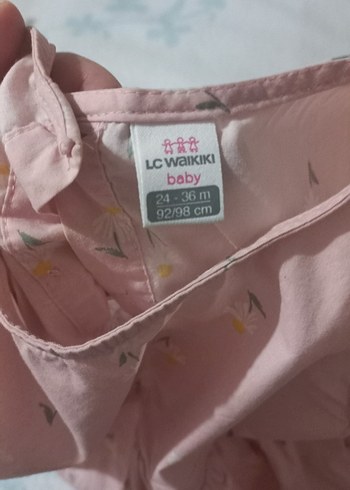 LC WAIKIKI
baby
24 - 36 m
92/98 cm